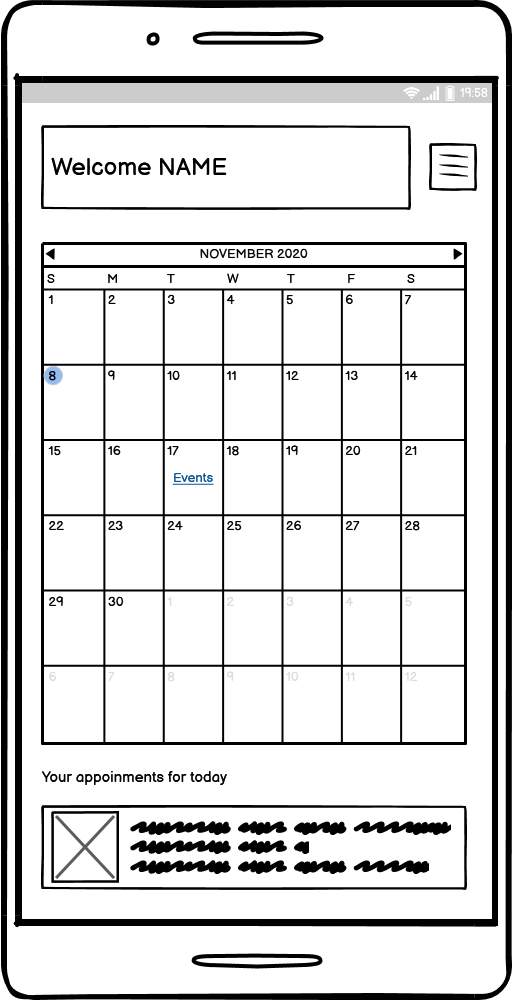 19:58
Welcome NAME
NOVEMBER 2020
S M T W T F S
1 2 3 4 5 6 7
8 9 10 11 12 13 14
15 16 17 18 19 20 21
Events
22 23 24 25 26 27 28
29 30 1 2 3 4 5
6 7 8 9 10 11 12
Your appoinments for today